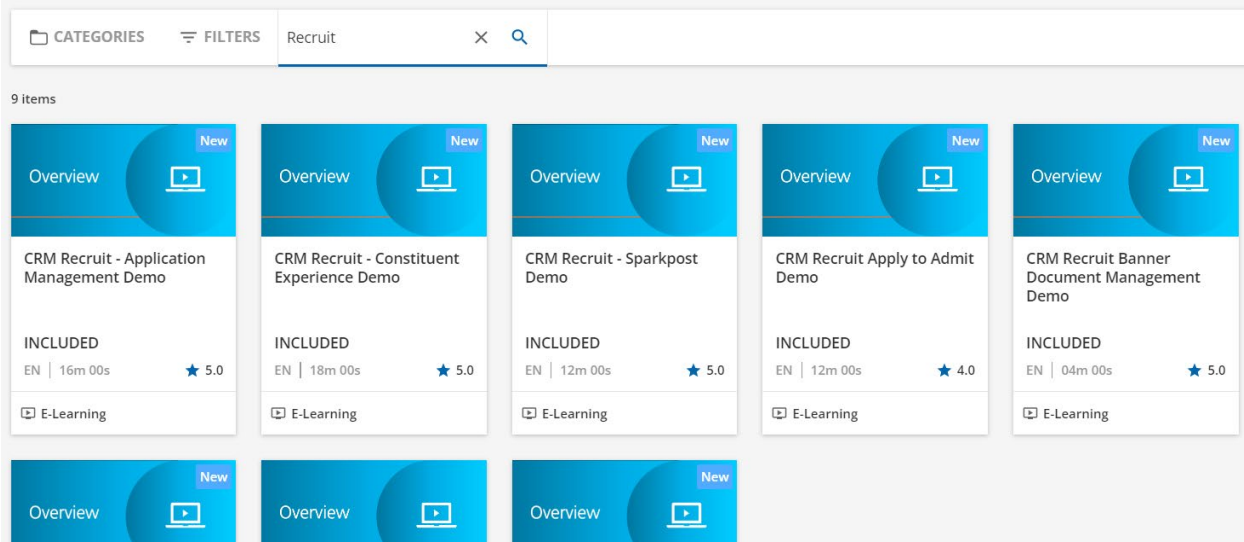 CATEGORIES
FILTERS
Recruit
9 items
New
New
New
New
New
Overview
Overview
Overview
Overview
Overview
CRM Recruit - Application
Management Demo
CRM Recruit - Constituent
Experience Demo
CRM Recruit - Sparkpost
Demo
CRM Recruit Apply to Admit
Demo
CRM Recruit Banner
Document Management
Demo
INCLUDED
INCLUDED
INCLUDED
INCLUDED
INCLUDED
EN | 16m 00s 5.0
EN | 18m 00s 5.0
EN | 12m 00s 5.0
EN | 12m 00s 4.0
EN | 04m 00s 5.0
E-Learning
E-Learning
E-Learning
E-Learning
E-Learning
New
New
Overview
Overview
Overview